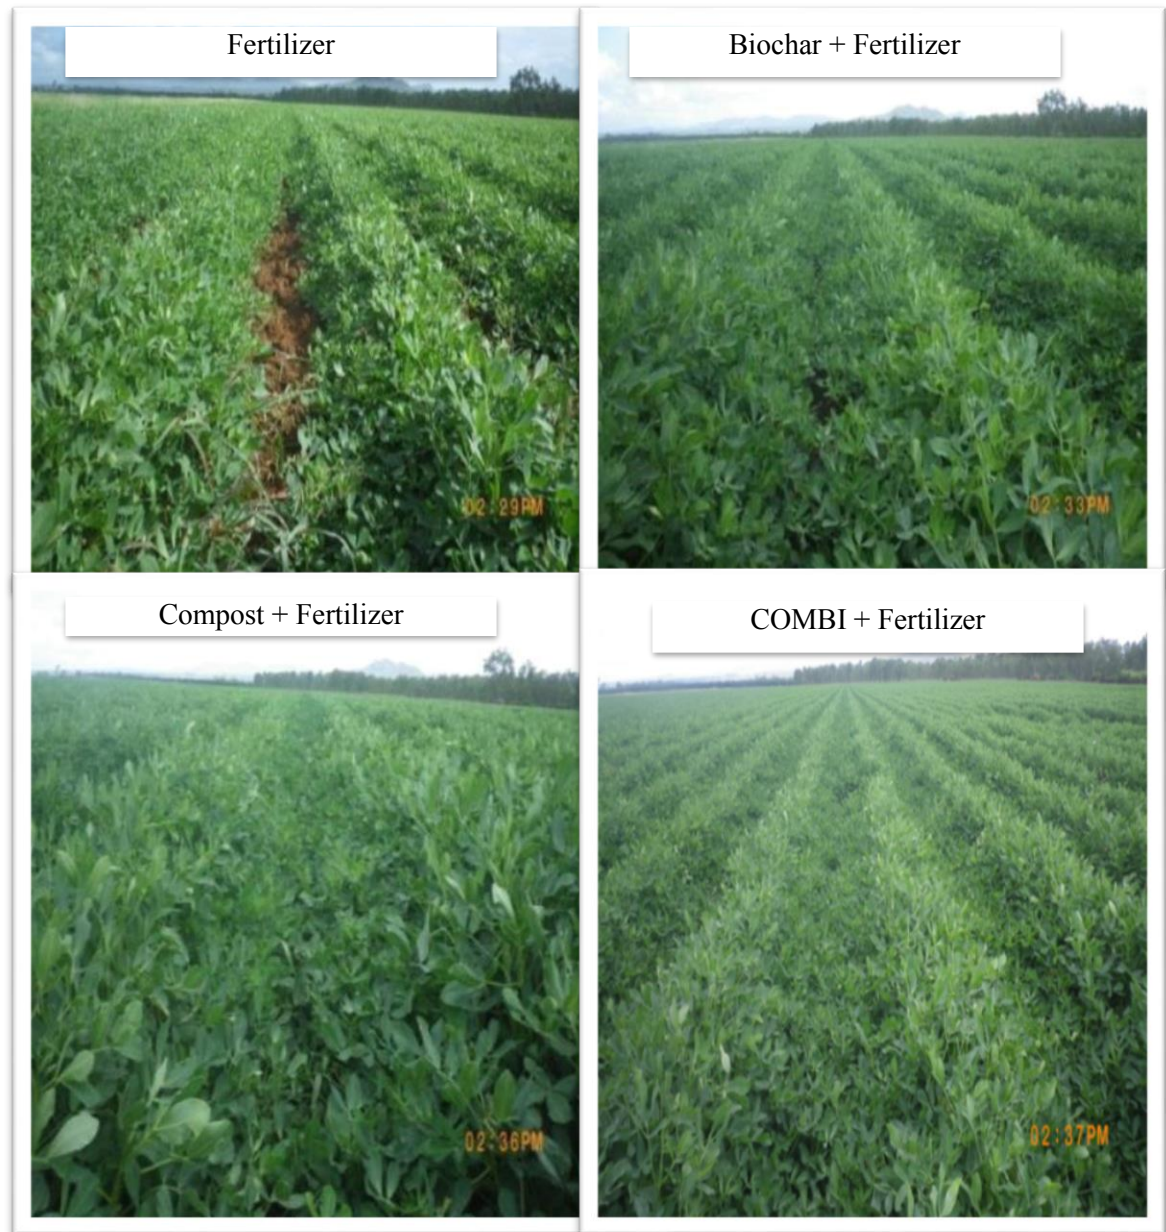 Fertilizer
Biochar + Fertilizer
02:29PM
02:33PM
Compost + Fertilizer
COMBI + Fertilizer
02:36PM
02:37PM